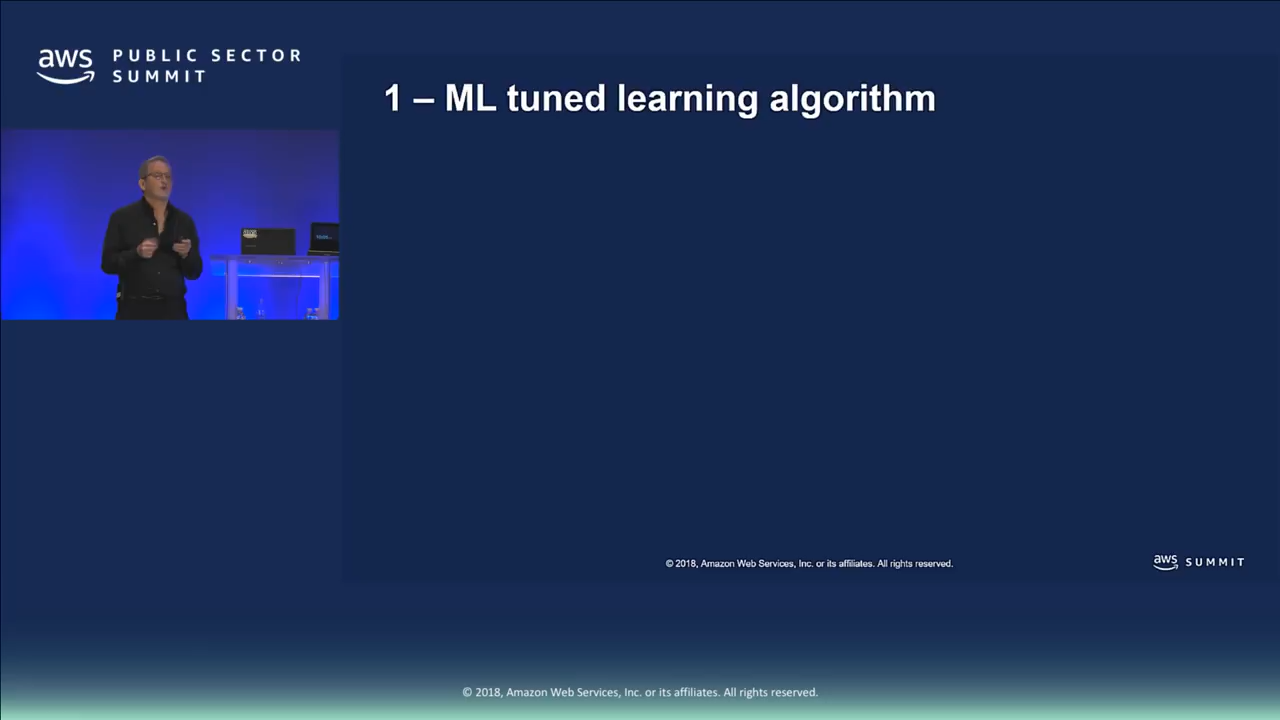 aws PUBLIC SECTOR
SUMMIT
1 – ML tuned learning algorithm
© 2018, Amazon Web Services, Inc. or its affiliates. All rights reserved.
aws SUMMIT
© 2018, Amazon Web Services, Inc. or its affiliates. All rights reserved.